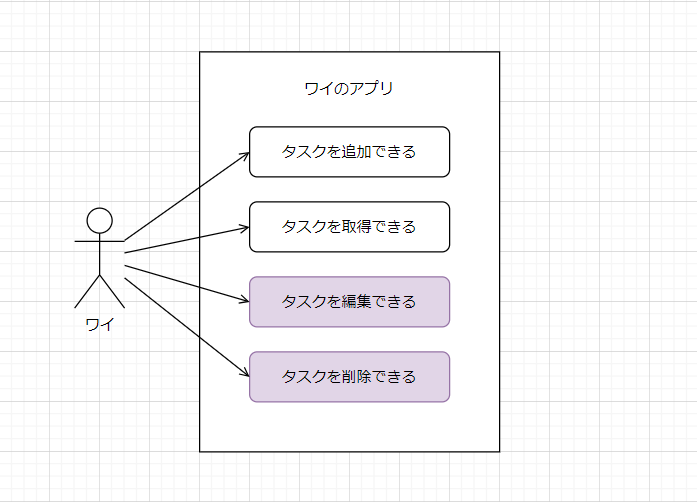 ワイのアプリ
タスクを追加できる
タスクを取得できる
タスクを編集できる
タスクを削除できる
ワイ